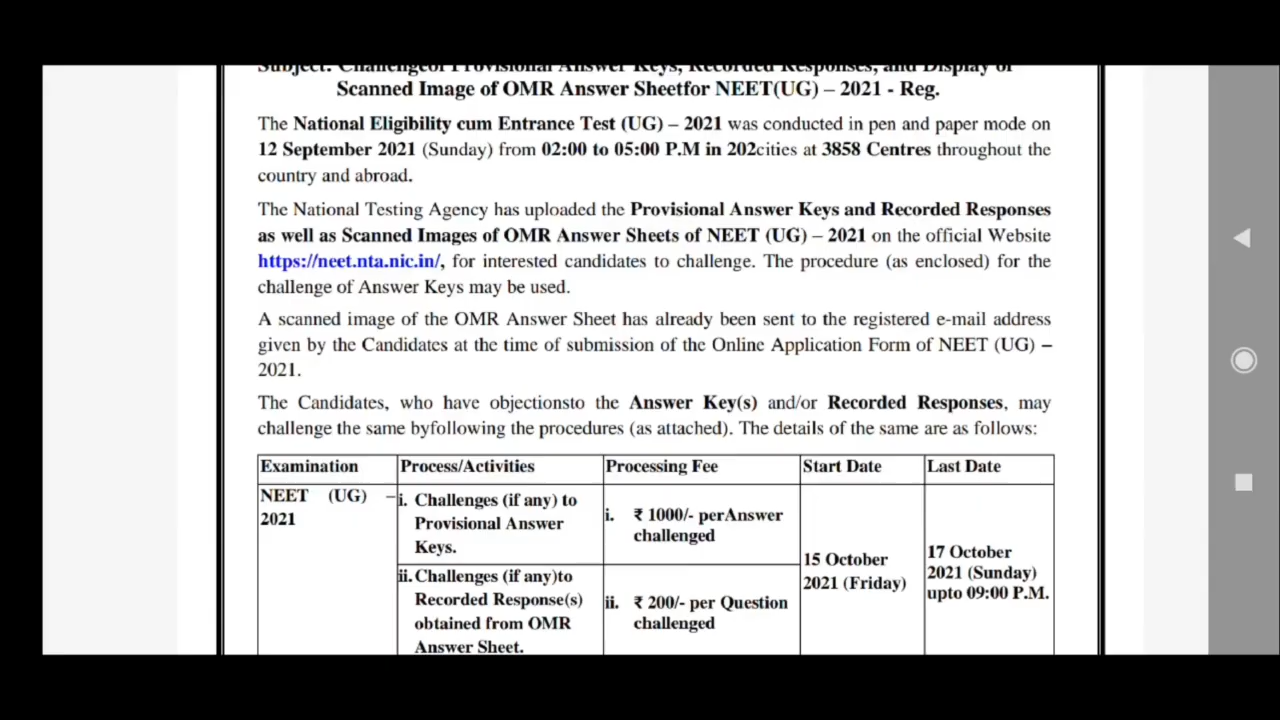 Subject: Challengeof Provisional Answer Keys, Recorded Responses, and Display of
Scanned Image of OMR Answer Sheetfor NEET(UG) – 2021 - Reg.
The National Eligibility cum Entrance Test (UG) – 2021 was conducted in pen and paper mode on
12 September 2021 (Sunday) from 02:00 to 05:00 P.M in 202cities at 3858 Centres throughout the
country and abroad.
The National Testing Agency has uploaded the Provisional Answer Keys and Recorded Responses
as well as Scanned Images of OMR Answer Sheets of NEET (UG) – 2021 on the official Website
https://neet.nta.nic.in/, for interested candidates to challenge. The procedure (as enclosed) for the
challenge of Answer Keys may be used.
A scanned image of the OMR Answer Sheet has already been sent to the registered e-mail address
given by the Candidates at the time of submission of the Online Application Form of NEET (UG) –
2021.
The Candidates, who have objectionsto the Answer Key(s) and/or Recorded Responses, may
challenge the same byfollowing the procedures (as attached). The details of the same are as follows:
Examination Process/Activities Processing Fee Start Date Last Date
NEET (UG) –
2021
i. Challenges (if any) to
Provisional Answer
Keys.
i. ₹ 1000/- perAnswer
challenged
ii. Challenges (if any)to
Recorded Response(s)
obtained from OMR
Answer Sheet.
ii. ₹ 200/- per Question
challenged
15 October
2021 (Friday)
17 October
2021 (Sunday)
upto 09:00 P.M.